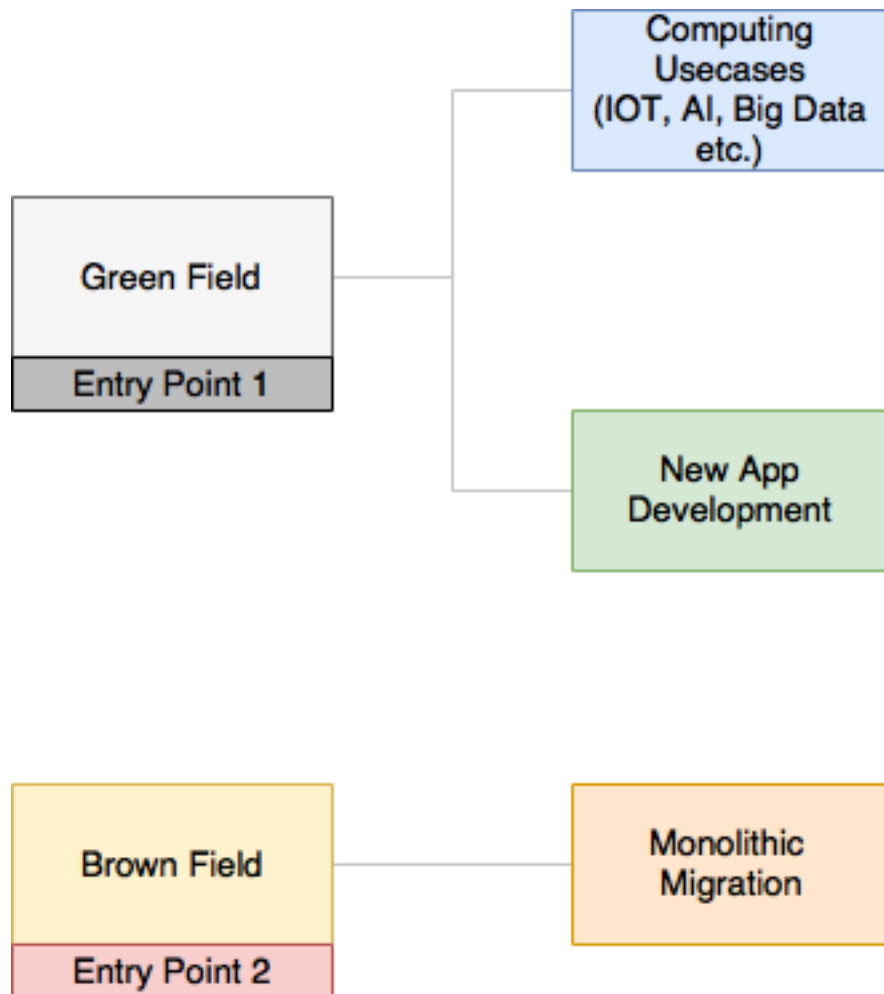 Computing
Usecases
(IOT, AI, Big Data
etc.)
Green Field
Entry Point 1
New App
Development
Brown Field
Entry Point 2
Monolithic
Migration